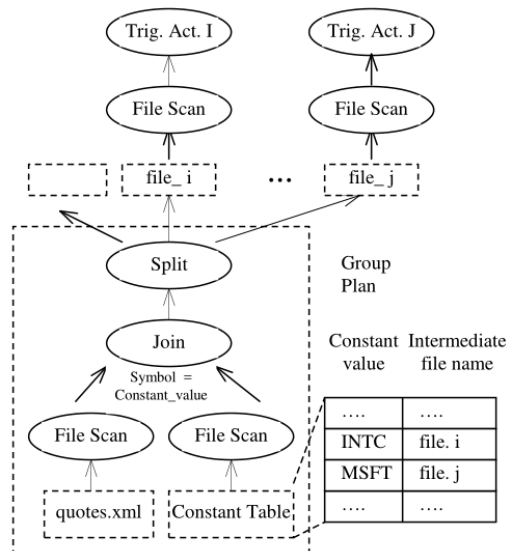 Trig. Act. I
Trig. Act. J
File Scan
File Scan
file_ i
...
file_ j
Split
Group
Plan
Join
Symbol =
Constant_value
Constant
value
Intermediate
file name
File Scan
File Scan
....
....
INTC
file. i
MSFT
file. j
....
....
quotes.xml
Constant Table